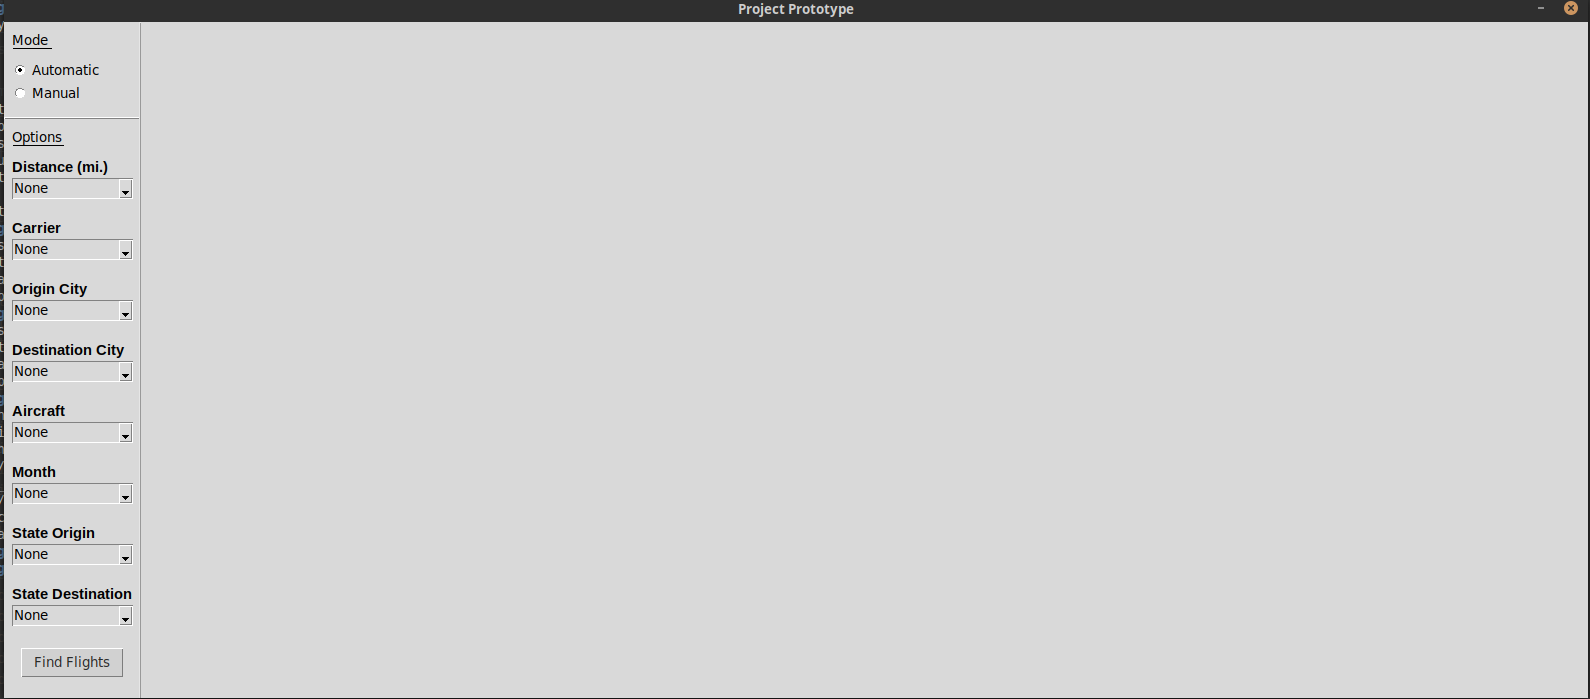 Project Prototype
Mode
Automatic
Manual
Options
Distance (mi.)
None
Carrier
None
Origin City
None
Destination City
None
Aircraft
None
Month
None
State Origin
None
State Destination
None
Find Flights